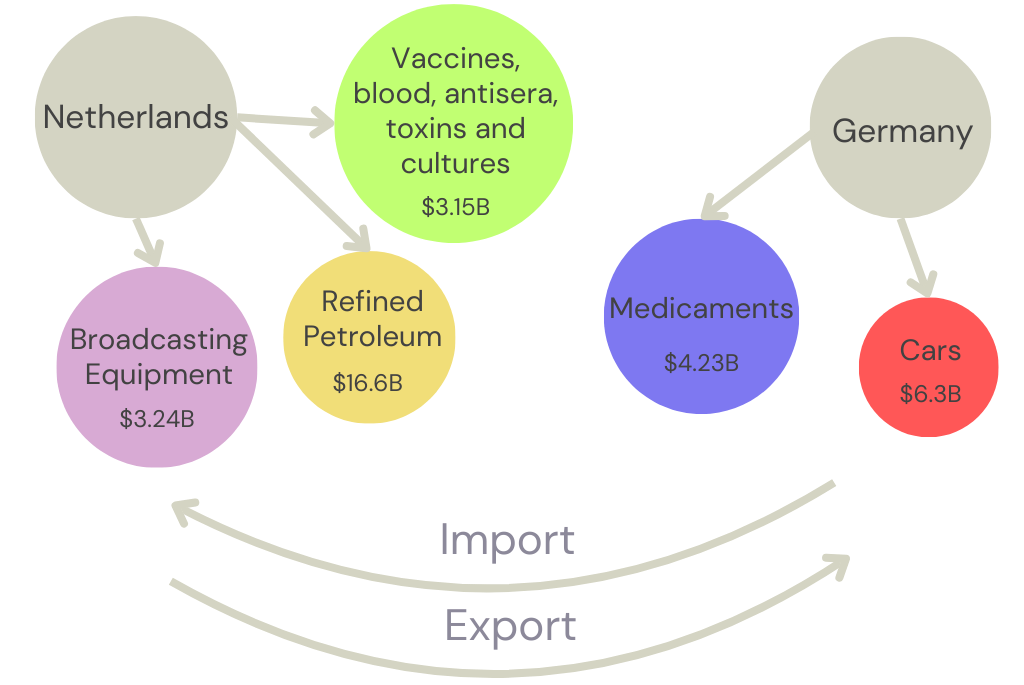 Netherlands
Vaccines,
blood, antisera,
toxins and
cultures
$3.15B
Germany
Broadcasting
Equipment
$3.24B
Refined
Petroleum
$16.6B
Medicaments
$4.23B
Cars
$6.3B
Import
Export